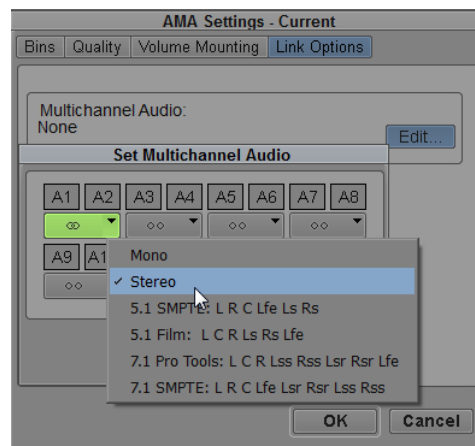 AMA Settings - Current
Bins Quality Volume Mounting Link Options
Multichannel Audio:
None
Edit...
Set Multichannel Audio
A1 A2 A3 A4 A5 A6 A7 A8
A9 A1
Mono
Stereo
5.1 SMPTE: L R C Lfe Ls Rs
5.1 Film: L C R Ls Rs Lfe
7.1 Pro Tools: L C R Lss Rss Lsr Rsr Lfe
7.1 SMPTE: L R C Lfe Lsr Rsr Lss Rss
OK Cancel